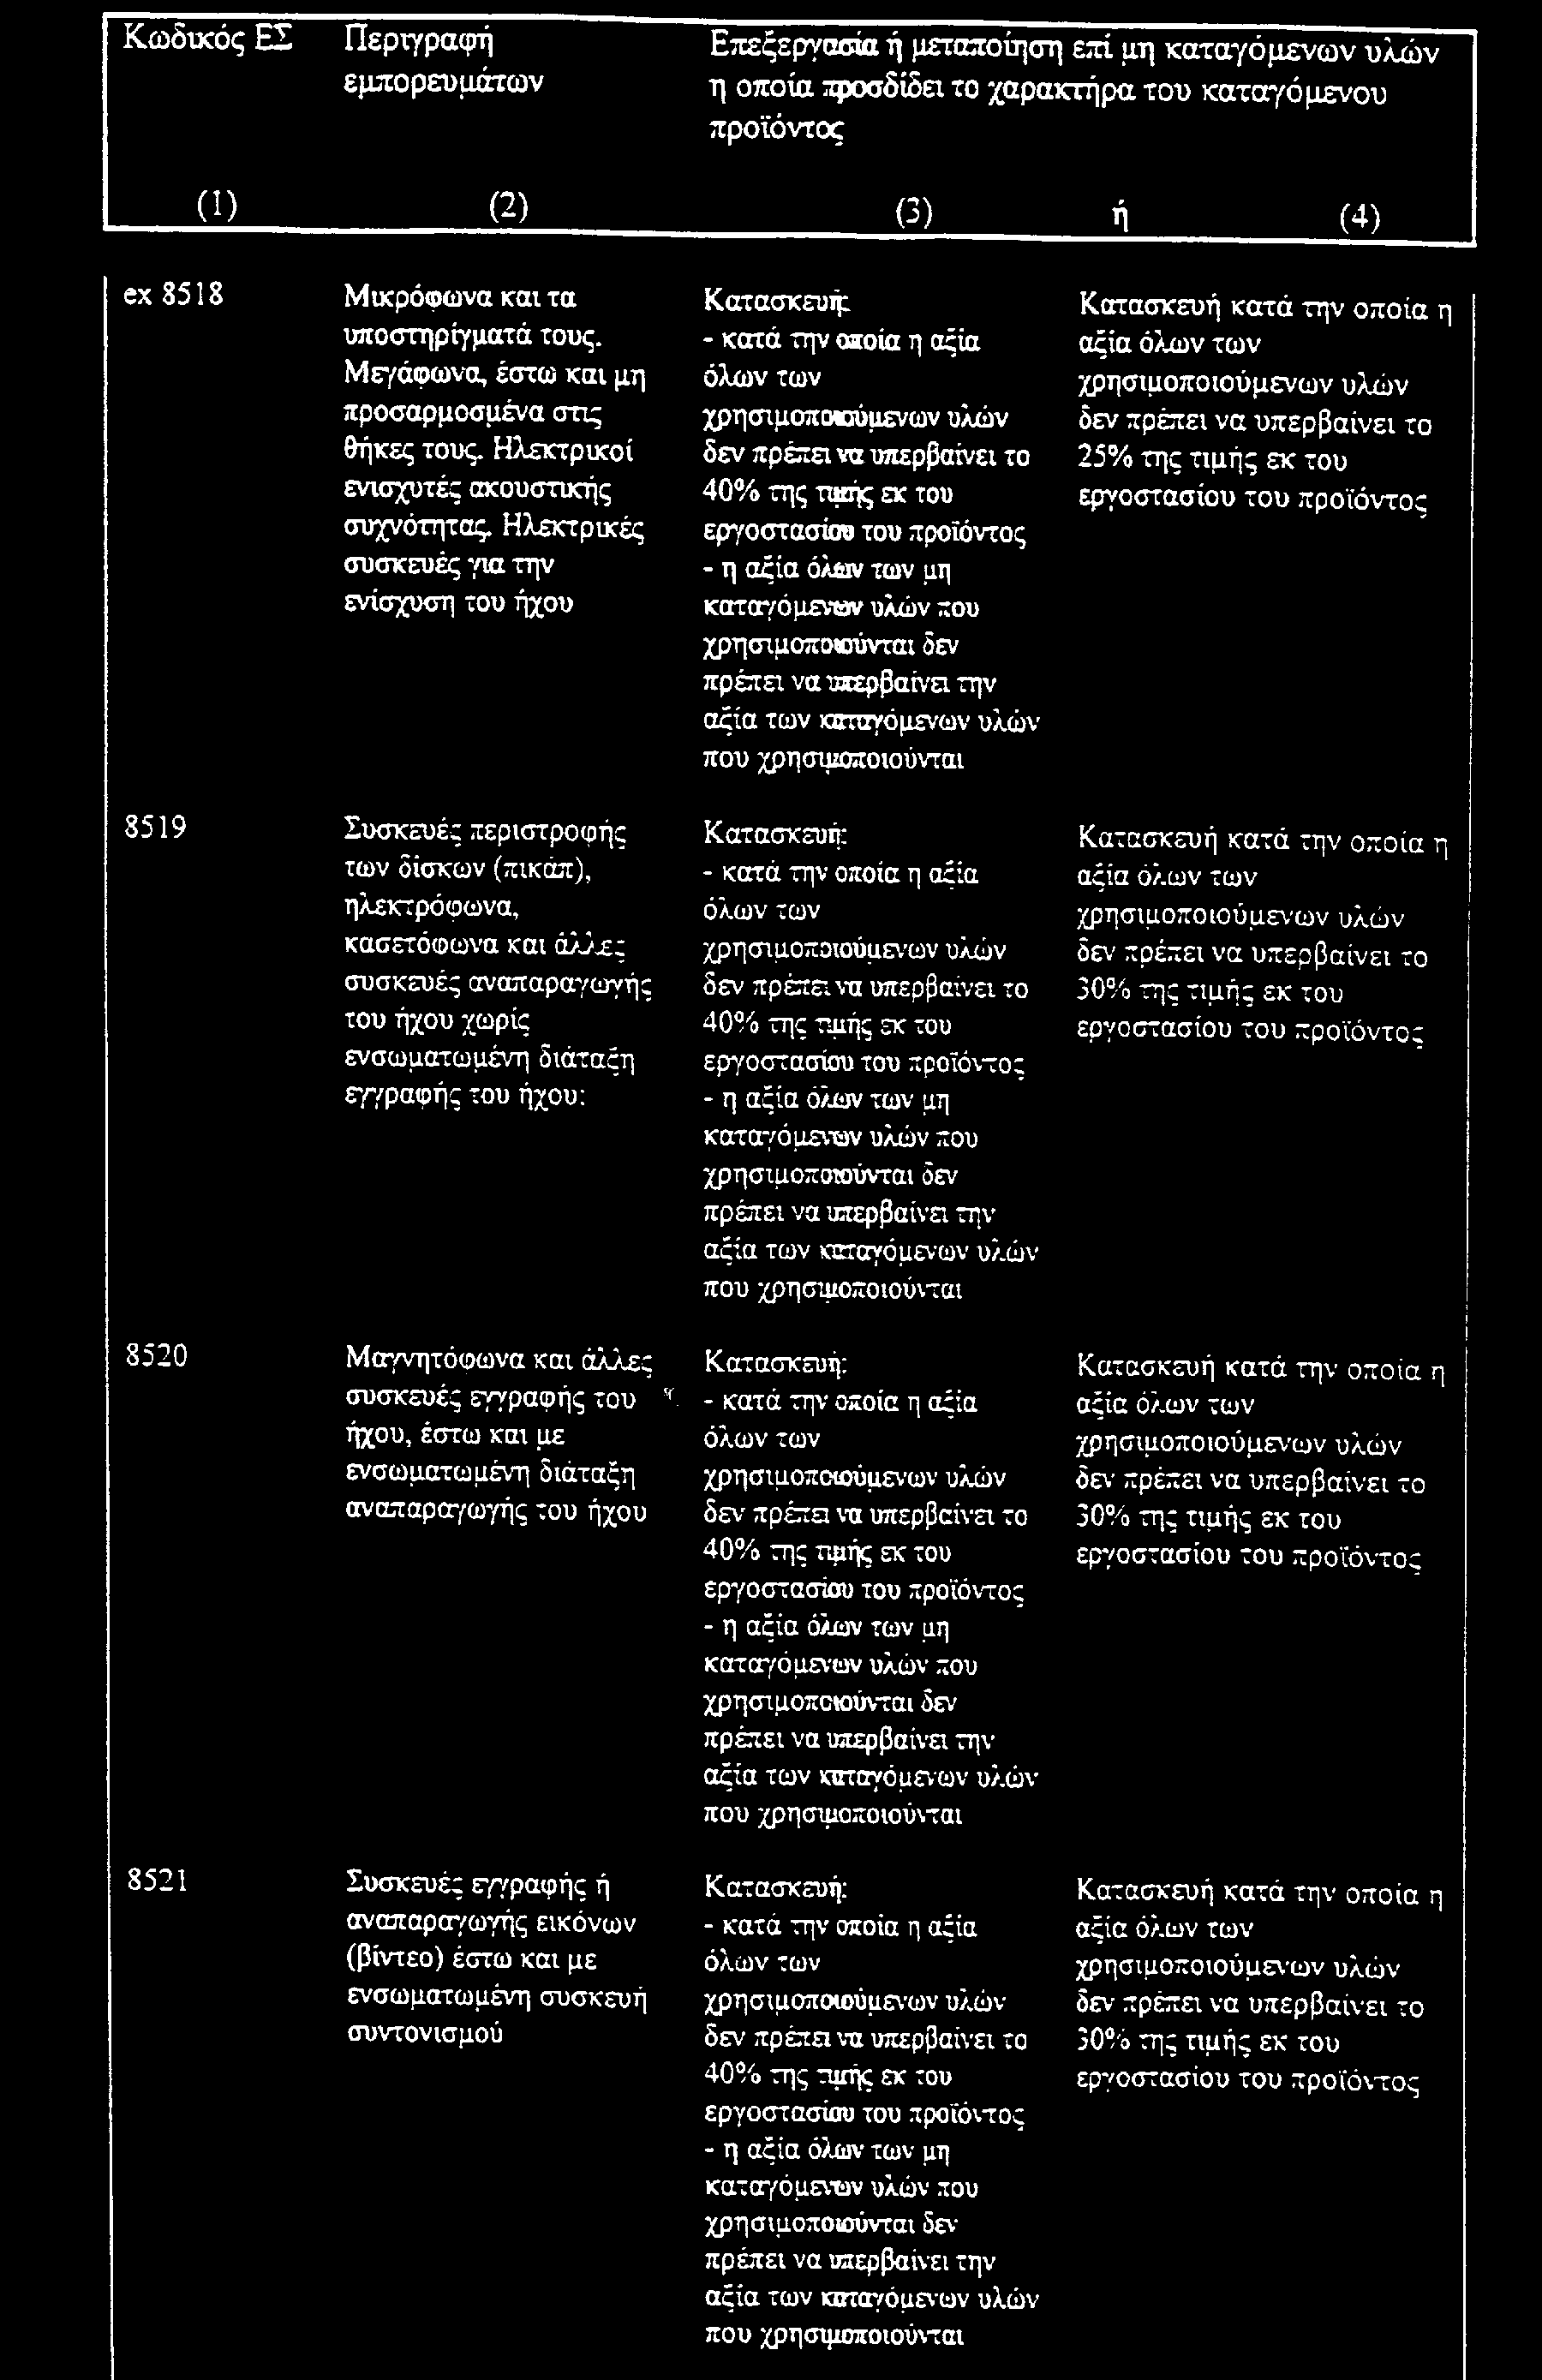 Κωδικός ΕΣ
Περιγραφή
εμπορευμάτων
Επεξεργασία ή μεταποίηση επί μη καταγόμενων υλών
η οποία προσδίδει το χαρακτήρα του καταγόμενου
προϊόντος
(1)
(2)
(3)
ή
(4)
ex 8518
Μικρόφωνα και τα
υποστηρίγματά τους.
Μεγάφωνα, έστω και μη
προσαρμοσμένα στις
θήκες τους. Ηλεκτρικοί
ενισχυτές ακουστικής
συχνότητας. Ηλεκτρικές
συσκευές για την
ενίσχυση του ήχου
Κατασκευή:
- κατά την οποία η αξία
όλων των
χρησιμοποιούμενων υλών
δεν πρέπει να υπερβαίνει το
40% της τιμής εκ του
εργοστασίου του προϊόντος
- η αξία όλων των μη
καταγόμενων υλών που
χρησιμοποιούνται δεν
πρέπει να υπερβαίνει την
αξία των καταγόμενων υλών
που χρησιμοποιούνται
Κατασκευή κατά την οποία η
αξία όλων των
χρησιμοποιούμενων υλών
δεν πρέπει να υπερβαίνει το
25% της τιμής εκ του
εργοστασίου του προϊόντος
8519
Συσκευές περιστροφής
των δίσκων (πικάπ),
ηλεκτρόφωνα,
κασετόφωνα και άλλες
συσκευές αναπαραγωγής
του ήχου χωρίς
ενσωματωμένη διάταξη
εγγραφής του ήχου:
Κατασκευή:
- κατά την οποία η αξία
όλων των
χρησιμοποιούμενων υλών
δεν πρέπει να υπερβαίνει το
40% της τιμής εκ του
εργοστασίου του προϊόντος
- η αξία όλων των μη
καταγόμενων υλών που
χρησιμοποιούνται δεν
πρέπει να υπερβαίνει την
αξία των καταγόμενων υλών
που χρησιμοποιούνται
Κατασκευή κατά την οποία η
αξία όλων των
χρησιμοποιούμενων υλών
δεν πρέπει να υπερβαίνει το
30% της τιμής εκ του
εργοστασίου του προϊόντος
8520
Μαγνητόφωνα και άλλες
συσκευές εγγραφής του
ήχου, έστω και με
ενσωματωμένη διάταξη
αναπαραγωγής του ήχου
Κατασκευή:
- κατά την οποία η αξία
όλων των
χρησιμοποιούμενων υλών
δεν πρέπει να υπερβαίνει το
40% της τιμής εκ του
εργοστασίου του προϊόντος
- η αξία όλων των μη
καταγόμενων υλών που
χρησιμοποιούνται δεν
πρέπει να υπερβαίνει την
αξία των καταγόμενων υλών
που χρησιμοποιούνται
Κατασκευή κατά την οποία η
αξία όλων των
χρησιμοποιούμενων υλών
δεν πρέπει να υπερβαίνει το
30% της τιμής εκ του
εργοστασίου του προϊόντος
8521
Συσκευές εγγραφής ή
αναπαραγωγής εικόνων
(βίντεο) έστω και με
ενσωματωμένη συσκευή
συντονισμού
Κατασκευή:
- κατά την οποία η αξία
όλων των
χρησιμοποιούμενων υλών
δεν πρέπει να υπερβαίνει το
40% της τιμής εκ του
εργοστασίου του προϊόντος
- η αξία όλων των μη
καταγόμενων υλών που
χρησιμοποιούνται δεν
πρέπει να υπερβαίνει την
αξία των καταγόμενων υλών
που χρησιμοποιούνται
Κατασκευή κατά την οποία η
αξία όλων των
χρησιμοποιούμενων υλών
δεν πρέπει να υπερβαίνει το
30% της τιμής εκ του
εργοστασίου του προϊόντος